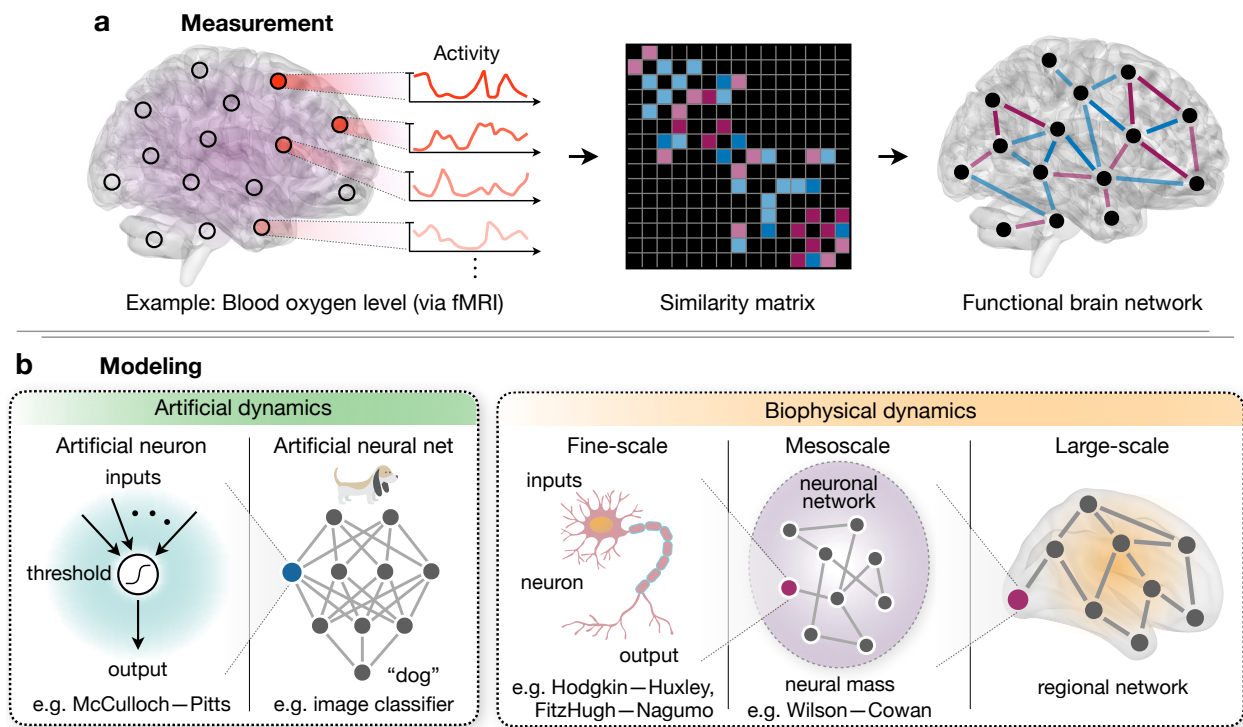 a Measurement
Activity
Example: Blood oxygen level (via fMRI)
Similarity matrix
Functional brain network
b Modeling
Artificial dynamics
Artificial neuron
inputs
threshold
output
e.g. McCulloch—Pitts
Artificial neural net
“dog”
e.g. image classifier
Biophysical dynamics
Fine-scale
inputs
neuron
output
e.g. Hodgkin—Huxley,
FitzHugh—Nagumo
Mesoscale
neuronal
network
neural mass
e.g. Wilson—Cowan
Large-scale
regional network